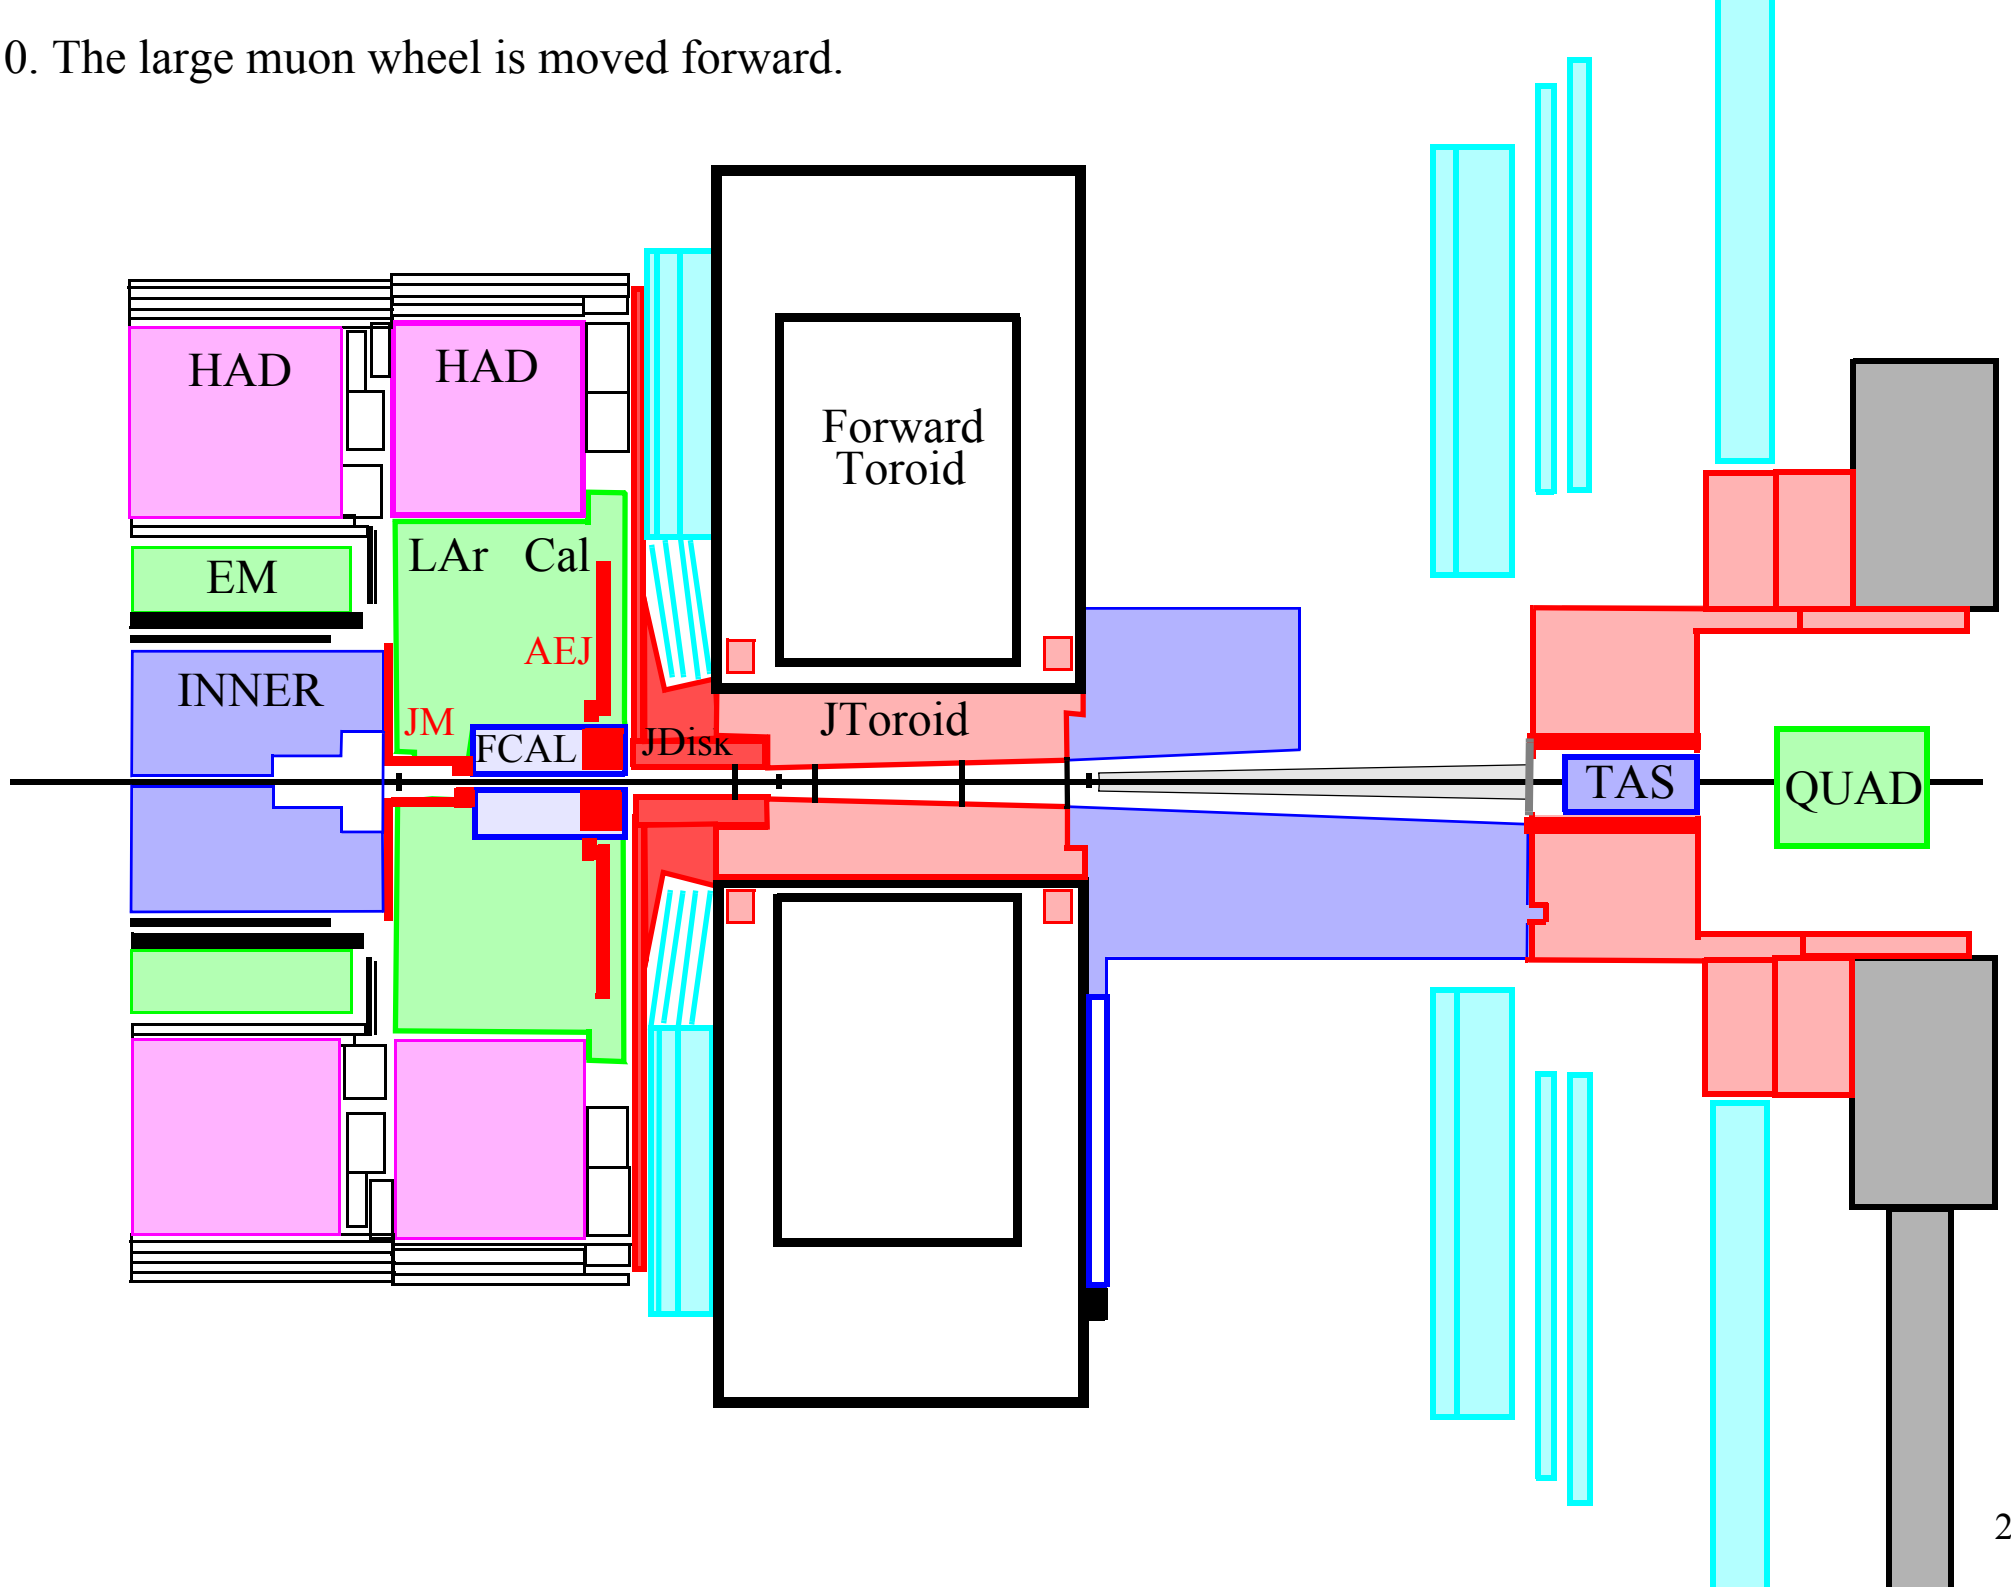 0. The large muon wheel is moved forward.
HAD
HAD
Forward
Toroid
LAr Cal
EM
AEJ
INNER
JM
JToroid
FCAL
JDisk
TAS
QUAD
2